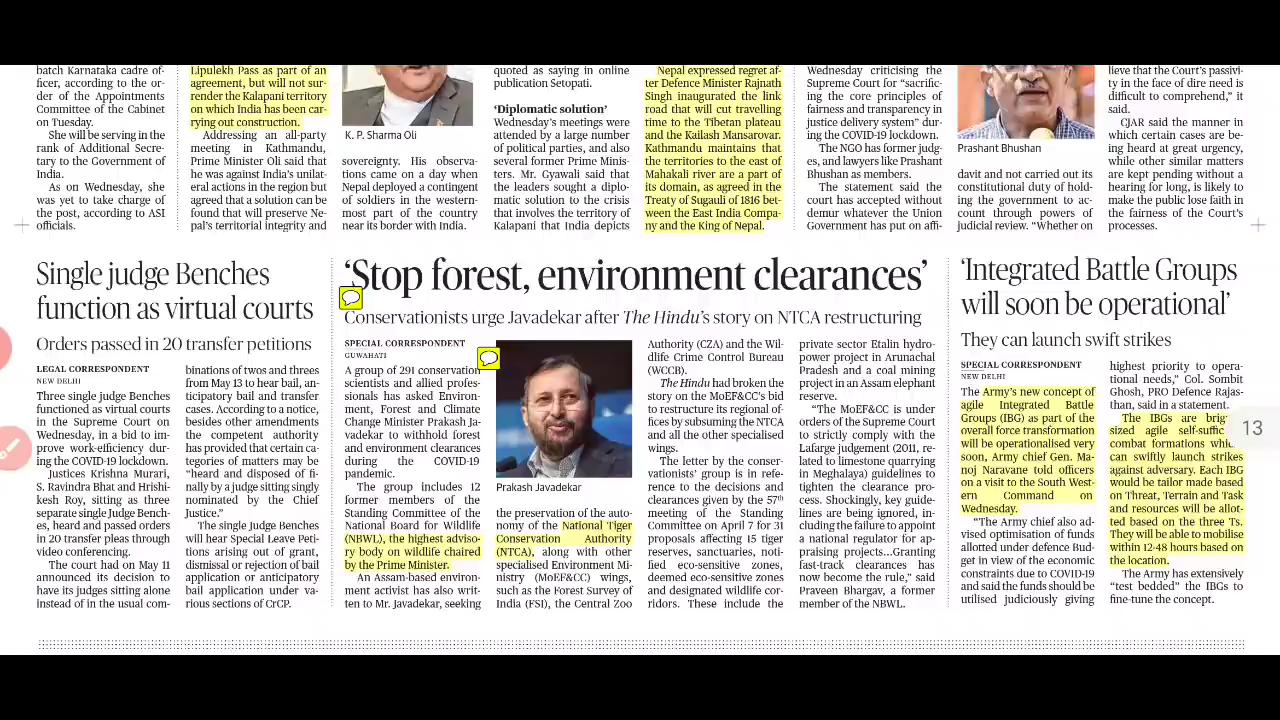 batch Karnataka cadre of-
ficer, according to the or-
der of the Appointments
Committee of the Cabinet
on Tuesday.
She will be serving in the
rank of Additional Secre-
tary to the Government of
India.
As on Wednesday, she
was yet to take charge of
the post, according to ASI
officials.
Lipulekh Pass as part of an
agreement, but will not sur-
render the Kalapani territory
on which India has been car-
rying out construction.
Addressing an all-party
meeting in Kathmandu,
Prime Minister Oli said that
he was against India's unilat-
eral actions in the region but
agreed that a solution can be
found that will preserve Ne-
pal's territorial integrity and
K. P. Sharma Oli
sovereignty. His observa-
tions came on a day when
Nepal deployed a contingent
of soldiers in the western-
most part of the country
near its border with India.
quoted as saying in online
publication Setopati.
'Diplomatic solution'
Wednesday's meetings were
attended by a large number
of political parties, and also
several former Prime Minis-
ters. Mr. Gyawali said that
the leaders sought a diplo-
matic solution to the crisis
that involves the territory of
Kalapani that India depicts
Nepal expressed regret af-
ter Defence Minister Rajnath
Singh inaugurated the link
road that will cut travelling
time to the Tibetan plateau
and the Kailash Mansarovar.
Kathmandu maintains that
the territories to the east of
Mahakali river are a part of
its domain, as agreed in the
Treaty of Sugauli of 1816 bet-
ween the East India Compa-
ny and the King of Nepal.
Wednesday criticising the
Supreme Court for "sacrific-
ing the core principles of
fairness and transparency in
justice delivery system" dur-
ing the COVID-19 lockdown.
The NGO has former judg-
es, and lawyers like Prashant
Bhushan as members.
The statement said the
court has accepted without
demur whatever the Union
Government has put on affi-
Prashant Bhushan
davit and not carried out its
constitutional duty of hold-
ing the government to ac-
count through powers of
judicial review. "Whether on
lieve that the Court's passivi-
ty in the face of dire need is
difficult to comprehend," it
said.
CJAR said the manner in
which certain cases are be-
ing heard at great urgency,
while other similar matters
are kept pending without a
hearing for long, is likely to
make the public lose faith in
the fairness of the Court's
processes.
Single judge Benches
function as virtual courts
Orders passed in 20 transfer petitions
LEGAL CORRESPONDENT
NEW DELHI
Three single judge Benches
functioned as virtual courts
in the Supreme Court on
Wednesday, in a bid to im-
prove work-efficiency dur-
ing the COVID-19 lockdown.
Justices Krishna Murari,
S. Ravindra Bhat and Hrishi-
kesh Roy, sitting as three
separate single Judge Bench-
es, heard and passed orders
in 20 transfer pleas through
video conferencing.
The court had on May 11
announced its decision to
have its judges sitting alone
instead of in the usual com-
binations of twos and threes
from May 13 to hear bail, an-
ticipatory bail and transfer
cases. According to a notice,
besides other amendments
the competent authority
has provided that certain ca-
tegories of matters may be
"heard and disposed of fi-
nally by a judge sitting singly
nominated by the Chief
Justice."
The single Judge Benches
will hear Special Leave Peti-
tions arising out of grant,
dismissal or rejection of bail
application or anticipatory
bail application under va-
rious sections of CrCP.
'Stop forest, environment clearances'
Conservationists urge Javadekar after The Hindu's story on NTCA restructuring
SPECIAL CORRESPONDENT
GUWAHATI
A group of 291 conservation
scientists and allied profes-
sionals has asked Environ-
ment, Forest and Climate
Change Minister Prakash Ja-
vadekar to withhold forest
and environment clearances
during the COVID-19
pandemic.
The group includes 12
former members of the
Standing Committee of the
National Board for Wildlife
(NBWL), the highest adviso-
ry body on wildlife chaired
by the Prime Minister.
An Assam-based environ-
ment activist has also writ-
ten to Mr. Javadekar, seeking
Prakash Javadekar
the preservation of the auto-
nomy of the National Tiger
Conservation Authority
(NTCA), along with other
specialised Environment Mi-
nistry (MoEF&CC) wings,
such as the Forest Survey of
India (FSI), the Central Zoo
Authority (CZA) and the Wil-
dlife Crime Control Bureau
(WCCB).
The Hindu had broken the
story on the MoEF&CC's bid
to restructure its regional of-
fices by subsuming the NTCA
and all the other specialised
wings.
The letter by the conser-
vationists' group is in refe-
rence to the decisions and
clearances given by the 57th
meeting of the Standing
Committee on April 7 for 31
proposals affecting 15 tiger
reserves, sanctuaries, noti-
fied eco-sensitive zones,
deemed eco-sensitive zones
and designated wildlife cor-
ridors. These include the
private sector Etalin hydro-
power project in Arunachal
Pradesh and a coal mining
project in an Assam elephant
reserve.
"The MoEF&CC is under
orders of the Supreme Court
to strictly comply with the
Lafarge judgement (2011, re-
lated to limestone quarrying
in Meghalaya) guidelines to
tighten the clearance pro-
cess. Shockingly, key guide-
lines are being ignored, in-
cluding the failure to appoint
a national regulator for ap-
praising projects...Granting
fast-track clearances has
now become the rule," said
Praveen Bhargav, a former
member of the NBWL.
'Integrated Battle Groups
will soon be operational'
They can launch swift strikes
SPECIAL CORRESPONDENT
NEW DELHI
The Army's new concept of
agile Integrated Battle
Groups (IBG) as part of the
overall force transformation
will be operationalised very
soon, Army chief Gen. Ma-
noj Naravane told officers
on a visit to the South West-
ern Command on
Wednesday.
"The Army chief also ad-
vised optimisation of funds
allotted under defence Bud-
get in view of the economic
constraints due to COVID-19
and said the funds should be
utilised judiciously giving
highest priority to opera-
tional needs," Col. Sombit
Ghosh, PRO Defence Rajas-
than, said in a statement.
The IBGs are brig
sized agile self-suffic
combat formations whic
can swiftly launch strikes
against adversary. Each IBG
would be tailor made based
on Threat, Terrain and Task
and resources will be allot-
ted based on the three Ts.
They will be able to mobilise
within 12-48 hours based on
the location.
The Army has extensively
"test bedded" the IBGs to
fine-tune the concept.
13